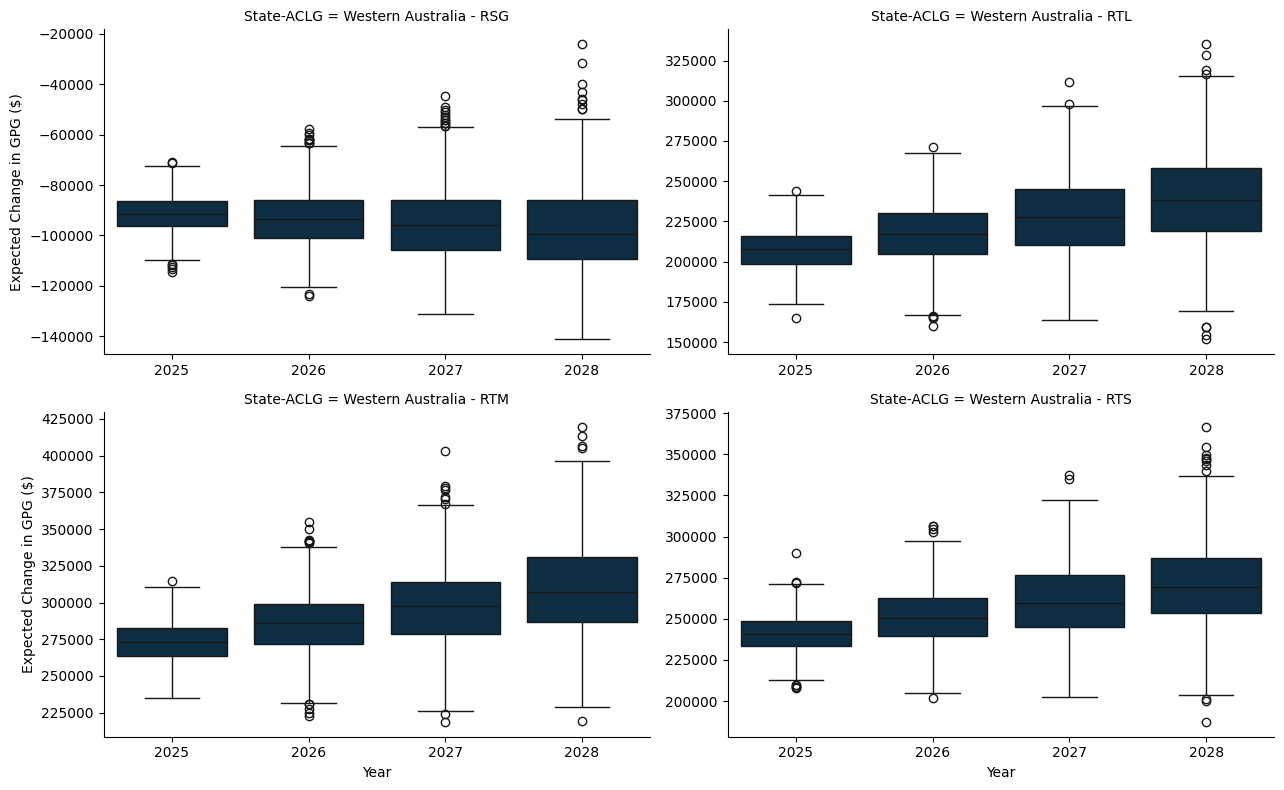 State-ACLG = Western Australia - RSG
Expected Change in GPG ($)
−20000
−40000
−60000
−80000
−100000
−120000
−140000
2025 2026 2027 2028
State-ACLG = Western Australia - RTL
325000
300000
275000
250000
225000
200000
175000
150000
2025 2026 2027 2028
State-ACLG = Western Australia - RTM
Expected Change in GPG ($)
425000
400000
375000
350000
325000
300000
275000
250000
225000
2025 2026 2027 2028
Year
State-ACLG = Western Australia - RTS
375000
350000
325000
300000
275000
250000
225000
200000
2025 2026 2027 2028
Year